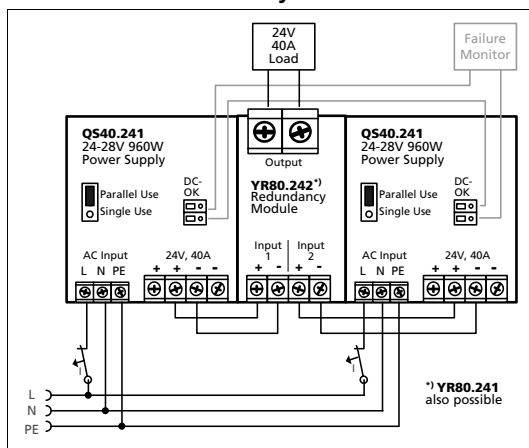 24V
40A
Load
Failure
Monitor
QS40.241
24-28V 960W
Power Supply
Parallel Use
Single Use
DC-
OK
AC Input
L N PE
24V, 40A
+ + - -
Output
YR80.242*)
Redundancy
Module
Input
1
Input
2
+ - + -
QS40.241
24-28V 960W
Power Supply
Parallel Use
Single Use
DC-
OK
AC Input
L N PE
24V, 40A
+ + - -
I
I
L
N
PE
*) YR80.241
also possible